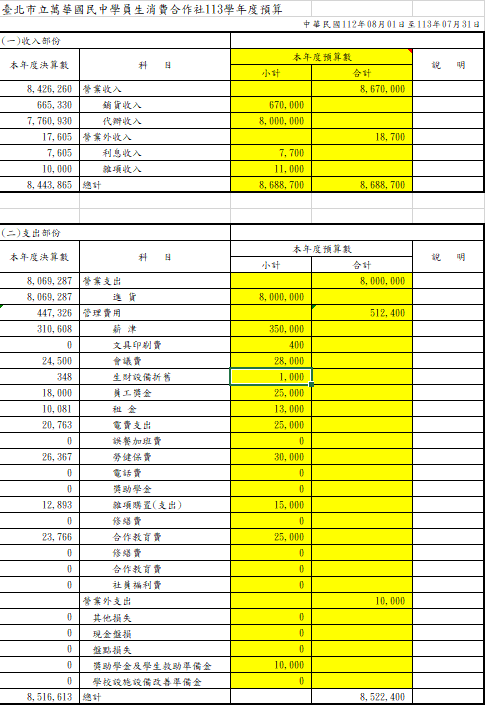 臺北市立萬華國民中學員生消費合作社113學年度預算
中華民國112年08月01日至113年07月31日
(一)收入部份
本年度決算數 科 目 本年度預算數 說 明
小計 合計
8,426,260 營業收入 8,670,000
665,330 銷貨收入 670,000
7,760,930 代辦收入 8,000,000
17,605 營業外收入 18,700
7,605 利息收入 7,700
10,000 雜項收入 11,000
8,443,865 總計 8,688,700 8,688,700
(二)支出部份
本年度決算數 科 目 本年度預算數 說 明
小計 合計
8,069,287 營業支出 8,000,000
8,069,287 進 貨 8,000,000
447,326 管理費用 512,400
310,608 薪 津 350,000
0 文具印刷費 400
24,500 會議費 28,000
348 生財設備折舊 1,000
18,000 員工獎金 25,000
10,081 租 金 13,000
20,763 電費支出 25,000
0 誤餐加班費 0
26,367 勞健保費 30,000
0 電話費 0
0 獎助學金 0
12,893 雜項購置(支出) 15,000
0 修繕費 0
23,766 合作教育費 25,000
0 修繕費 0
0 合作教育費 0
0 社員福利費 0
營業外支出 10,000
0 其他損失 0
0 現金盤損 0
0 盤點損失 0
0 獎助學金及學生救助準備金 10,000
0 學校設施設備改善準備金 0
8,516,613 總計 8,522,400